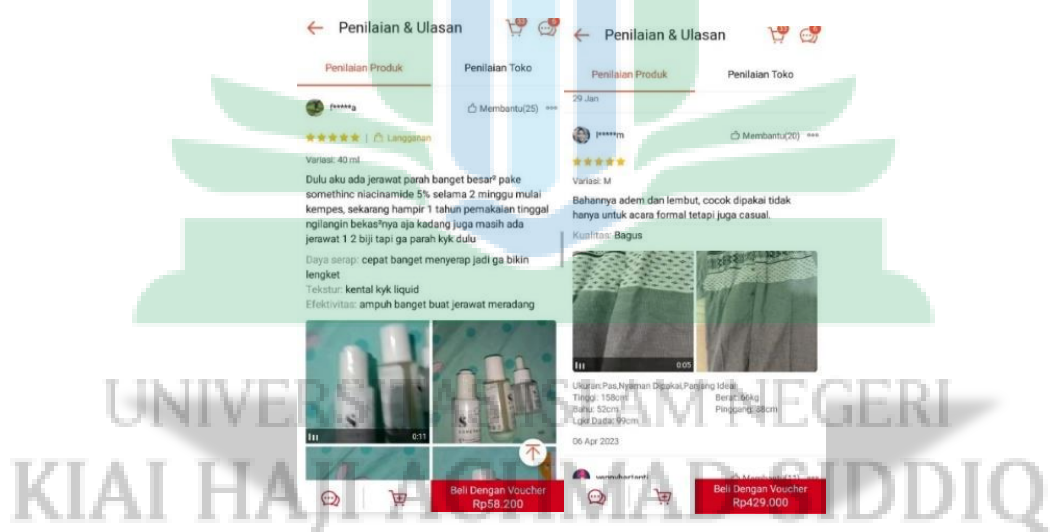 Penilaian & Ulasan
33
6
Penilaian Produk
Penilaian Toko
f*****a
Membantu(25)
Langganan
Variasi: 40 ml
Dulu aku ada jerawat parah banget besar² pake
somethinc niacinamide 5% selama 2 minggu mulai
kempes, sekarang hampir 1 tahun pemakaian tinggal
ngilangin bekas²nya aja kadang juga masih ada
jerawat 1 2 biji tapi ga parah kyk dulu
Daya serap: cepat banget menyerap jadi ga bikin
lengket
Tekstur: kental kyk liquid
Efektivitas: ampuh banget buat jerawat meradang
0:11
Beli Dengan Voucher
Rp58.200
Penilaian & Ulasan
33
6
Penilaian Produk
Penilaian Toko
29 Jan
l*****m
Membantu(20)
Variasi: M
Bahannya adem dan lembut, cocok dipakai tidak
hanya untuk acara formal tetapi juga casual.
Kualitas: Bagus
0:05
Ukuran:Pas,Nyaman Dipakai,Panjang Ideal
Tinggi: 158cm
Berat: 66kg
Bahu: 52cm
Pinggang: 88cm
Lgkr Dada: 99cm
06 Apr 2023
Membantu(11)
Beli Dengan Voucher
Rp429.000
UNIVERSITAS ISLAM NEGERI
KIAI HAJI ACHMAD SIDDIQ